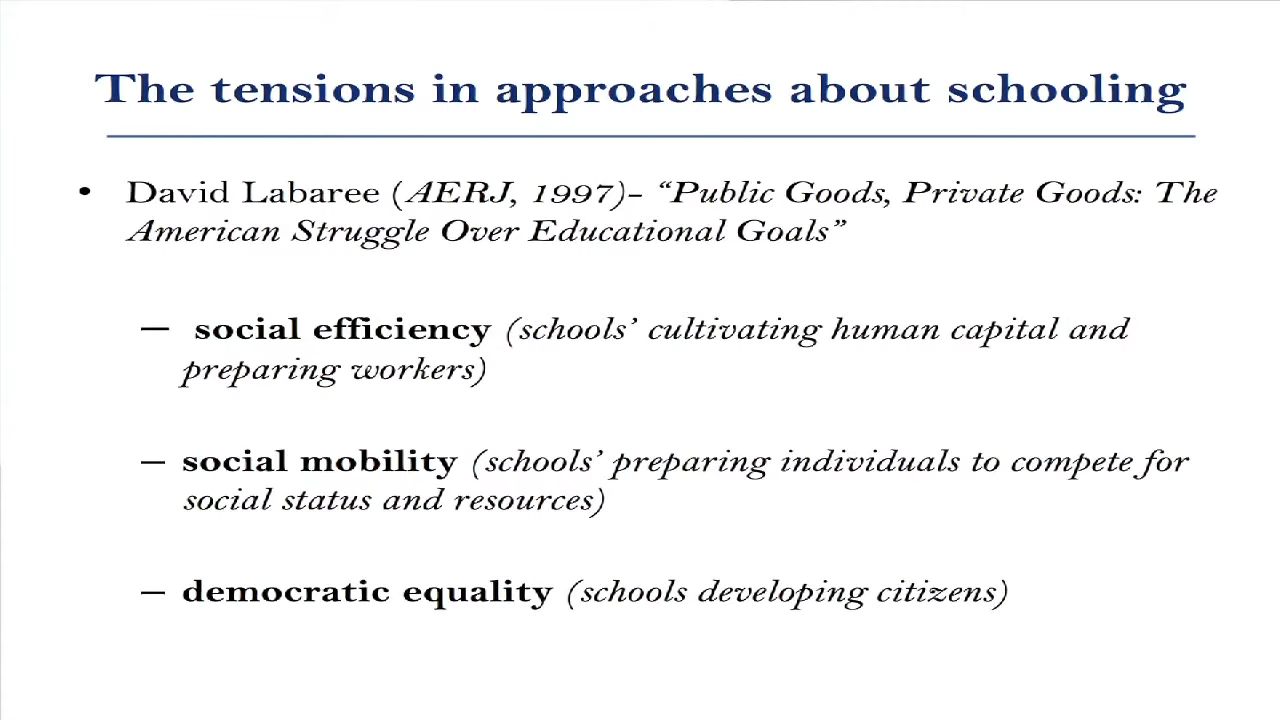 The tensions in approaches about schooling
• David Labaree (AERJ, 1997)– “Public Goods, Private Goods: The
American Struggle Over Educational Goals”
– social efficiency (schools’ cultivating human capital and
preparing workers)
– social mobility (schools’ preparing individuals to compete for
social status and resources)
– democratic equality (schools developing citizens)